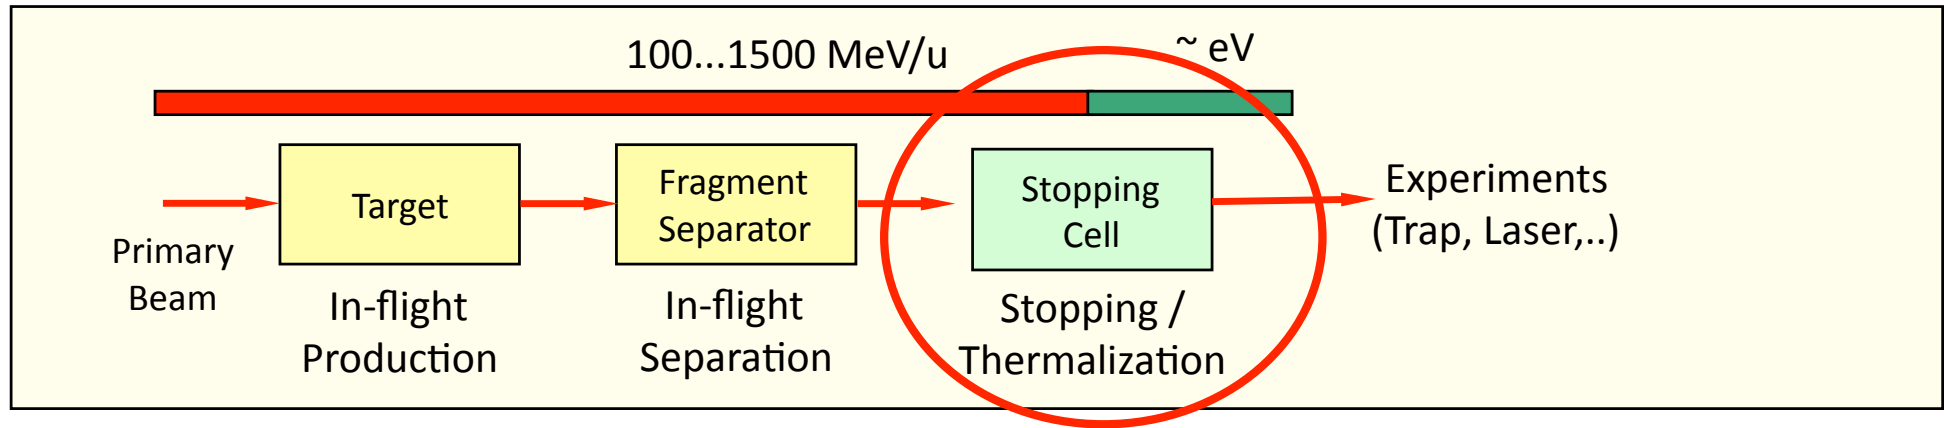 100...1500 MeV/u
~ eV
Primary
Beam
Target
In-flight
Production
Fragment
Separator
In-flight
Separation
Stopping
Cell
Stopping /
Thermalization
Experiments
(Trap, Laser,..)